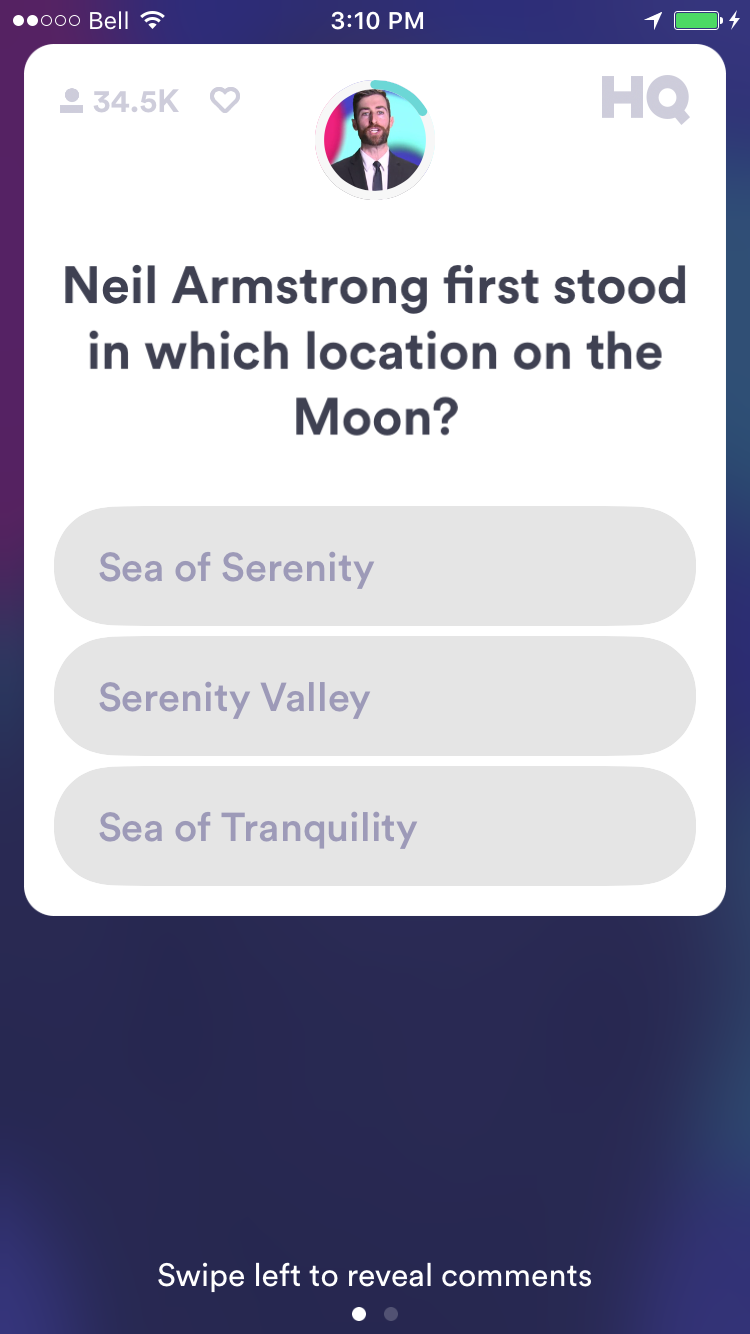 Bell 3:10 PM
34.5K HQ
Neil Armstrong first stood
in which location on the
Moon?
Sea of Serenity
Serenity Valley
Sea of Tranquility
Swipe left to reveal comments